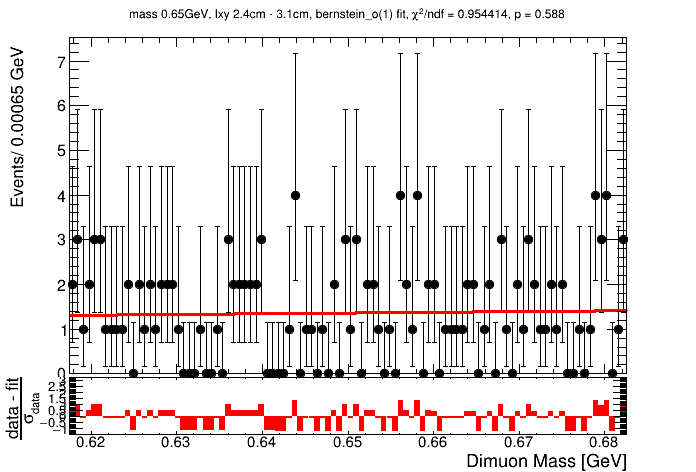 mass 0.65GeV, lxy 2.4cm - 3.1cm, bernstein_o(1) fit, χ²/ndf = 0.954414, p = 0.588
Events/ 0.00065 GeV
7
6
5
4
3
2
1
0
data - fit
σdata
0.62 0.63 0.64 0.65 0.66 0.67 0.68
Dimuon Mass [GeV]